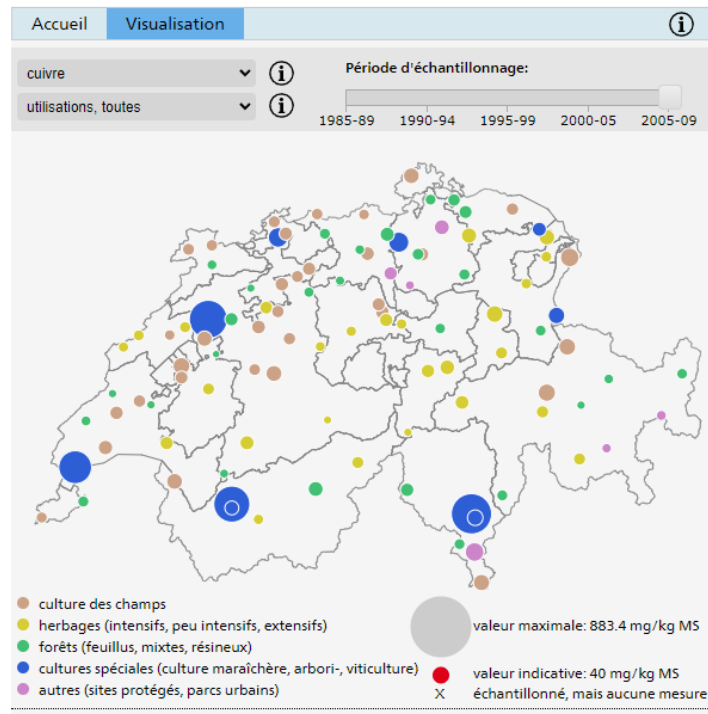 Accueil Visualisation
cuivre
utilisations, toutes
Période d'échantillonnage:
1985-89 1990-94 1995-99 2000-05 2005-09
culture des champs
herbages (intensifs, peu intensifs, extensifs)
forêts (feuillus, mixtes, résineux)
cultures spéciales (culture maraîchère, arbori-, viticulture)
autres (sites protégés, parcs urbains)
valeur maximale: 883.4 mg/kg MS
valeur indicative: 40 mg/kg MS
X échantillonné, mais aucune mesure